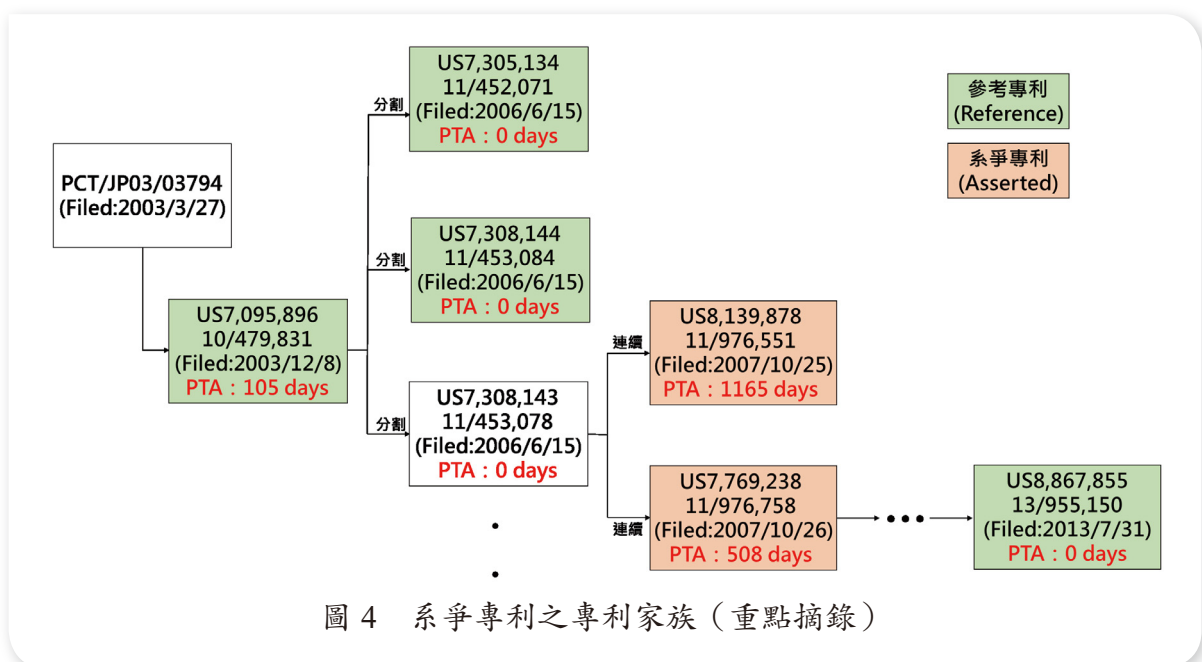 PCT/JP03/03794
(Filed:2003/3/27)
US7,095,896
10/479,831
(Filed:2003/12/8)
PTA：105 days
分割
US7,305,134
11/452,071
(Filed:2006/6/15)
PTA：0 days
分割
US7,308,144
11/453,084
(Filed:2006/6/15)
PTA：0 days
分割
US7,308,143
11/453,078
(Filed:2006/6/15)
PTA：0 days
連續
US8,139,878
11/976,551
(Filed:2007/10/25)
PTA：1165 days
連續
US7,769,238
11/976,758
(Filed:2007/10/26)
PTA：508 days
US8,867,855
13/955,150
(Filed:2013/7/31)
PTA：0 days
參考專利
(Reference)
系爭專利
(Asserted)
圖 4　系爭專利之專利家族（重點摘錄）